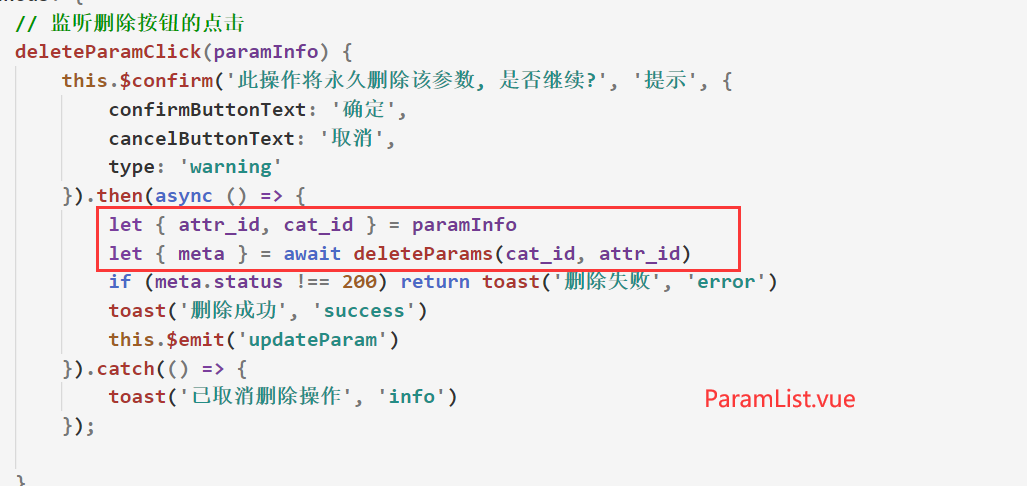 // 监听删除按钮的点击
deleteParamClick(paramInfo) {
this.$confirm('此操作将永久删除该参数, 是否继续?', '提示', {
confirmButtonText: '确定',
cancelButtonText: '取消',
type: 'warning'
}).then(async () => {
let { attr_id, cat_id } = paramInfo
let { meta } = await deleteParams(cat_id, attr_id)
if (meta.status !== 200) return toast('删除失败', 'error')
toast('删除成功', 'success')
this.$emit('updateParam')
}).catch(() => {
toast('已取消删除操作', 'info')
ParamList.vue
});
}